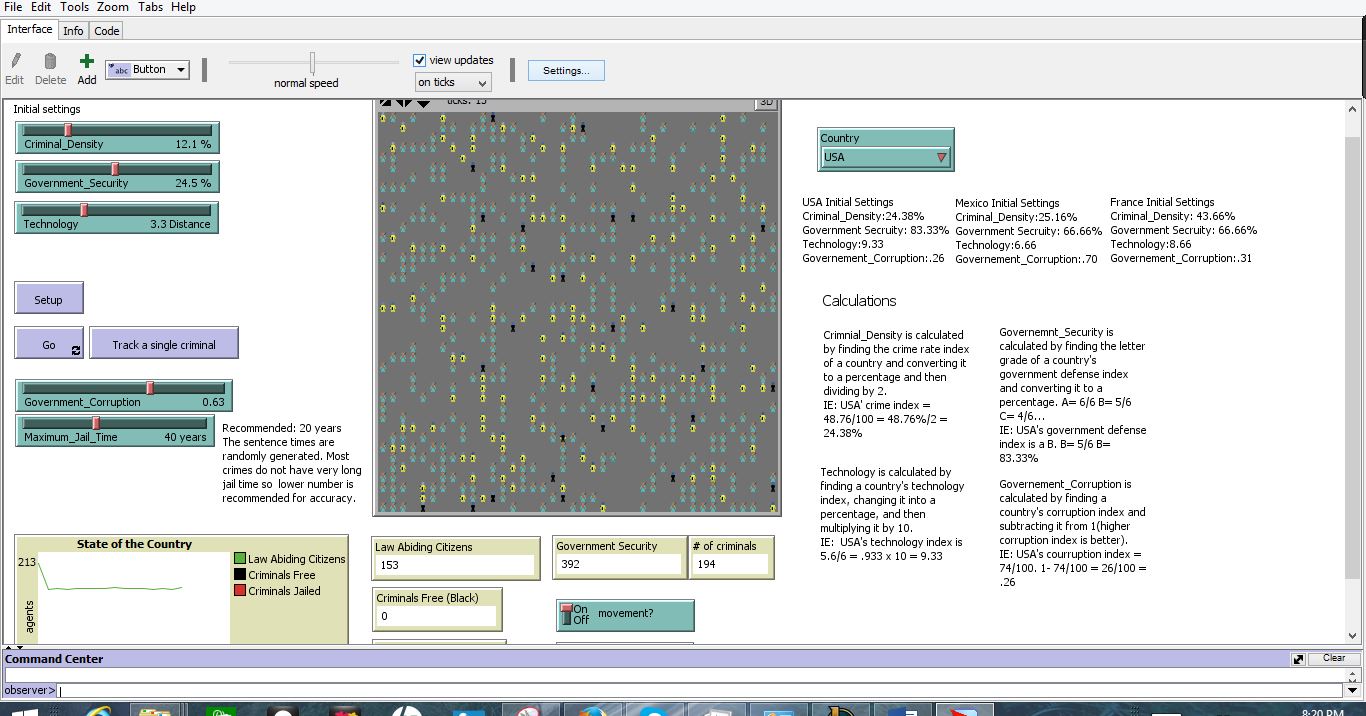 File Edit Tools Zoom Tabs Help
Interface Info Code
Edit Delete Add abc Button normal speed view updates on ticks Settings...
Initial settings
Criminal_Density 12.1 %
Government_Security 24.5 %
Technology 3.3 Distance
Setup
Go Track a single criminal
Government_Corruption 0.63
Maximum_Jail_Time 40 years
Recommended: 20 years
The sentence times are
randomly generated. Most
crimes do not have very long
jail time so lower number is
recommended for accuracy.
ticks: 15 3D
Country
USA
USA Initial Settings
Criminal_Density:24.38%
Government Secruity: 83.33%
Technology:9.33
Governement_Corruption:.26
Mexico Initial Settings
Criminal_Density:25.16%
Government Secruity: 66.66%
Technology:6.66
Governement_Corruption:.70
France Initial Settings
Criminal_Density: 43.66%
Government Secruity: 66.66%
Technology:8.66
Governement_Corruption:.31
Calculations
Crimnial_Density is calculated
by finding the crime rate index
of a country and converting it
to a percentage and then
dividing by 2.
IE: USA' crime index =
48.76/100 = 48.76%/2 =
24.38%
Governemnt_Security is
calculated by finding the letter
grade of a country's
government defense index
and converting it to a
percentage. A= 6/6 B= 5/6
C= 4/6...
IE: USA's government defense
index is a B. B= 5/6 B=
83.33%
Technology is calculated by
finding a country's technology
index, changing it into a
percentage, and then
multiplying it by 10.
IE: USA's technology index is
5.6/6 = .933 x 10 = 9.33
Governement_Corruption is
calculated by finding a
country's corruption index and
subtracting it from 1(higher
corruption index is better).
IE: USA's courruption index =
74/100. 1- 74/100 = 26/100 =
.26
State of the Country
213
agents
Law Abiding Citizens
Criminals Free
Criminals Jailed
Law Abiding Citizens
153
Government Security
392
# of criminals
194
Criminals Free (Black)
0
On
Off
movement?
Command Center Clear
observer>
8:20 PM